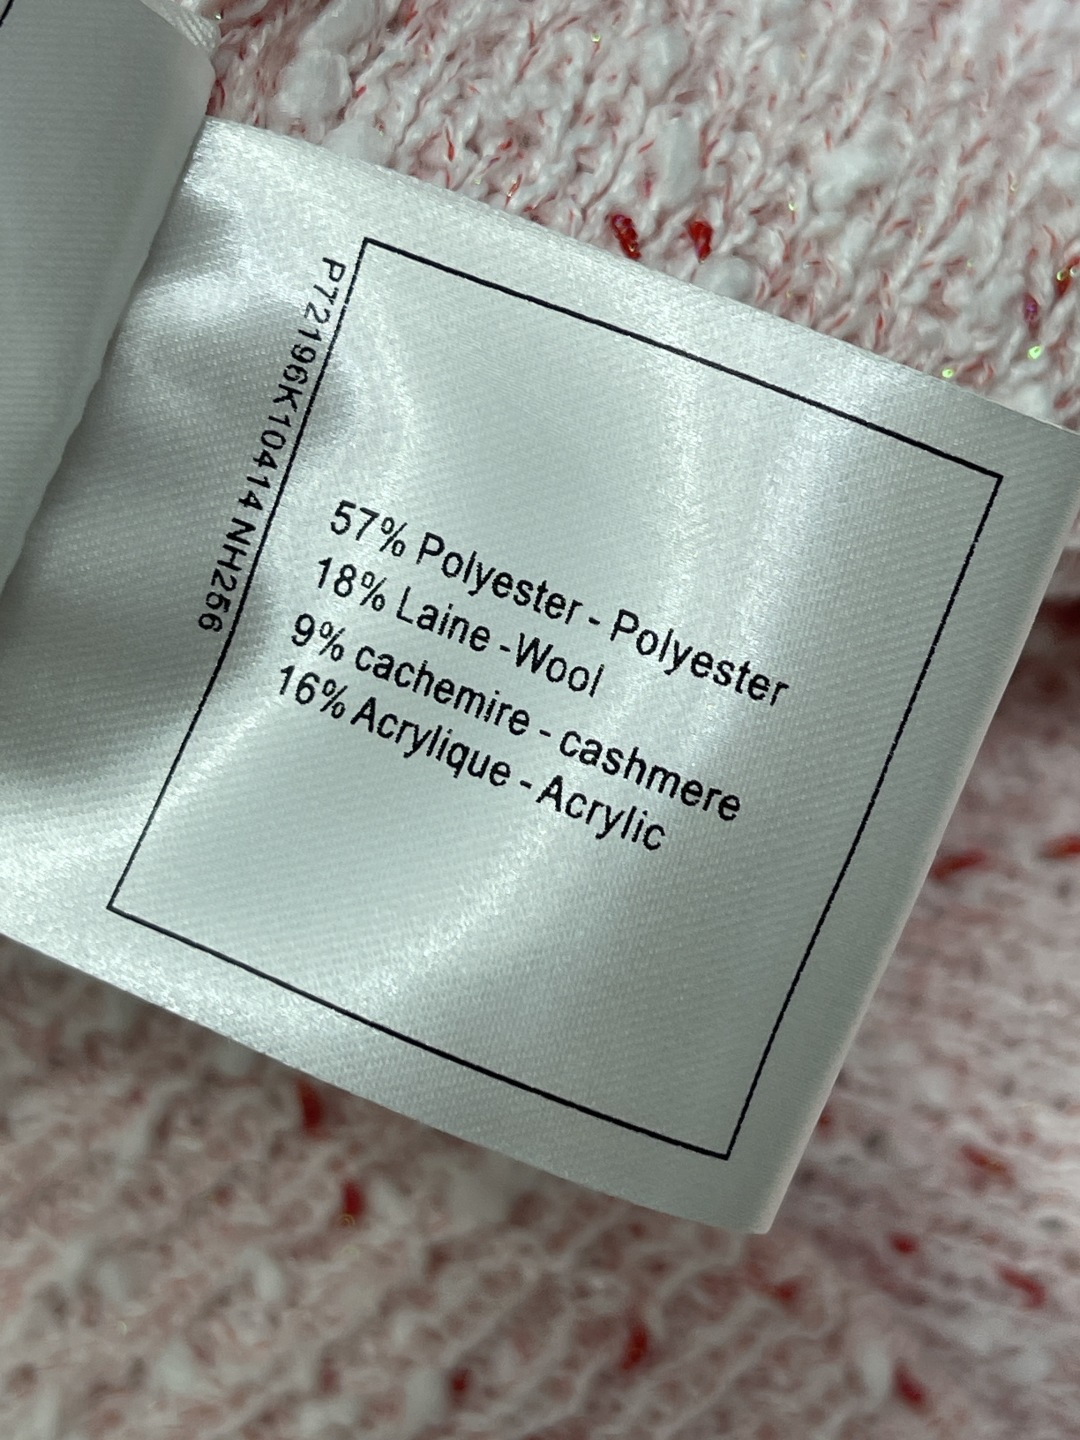 P72196K10414 NH256
57% Polyester - Polyester
18% Laine -Wool
9% cachemire - cashmere
16% Acrylique - Acrylic